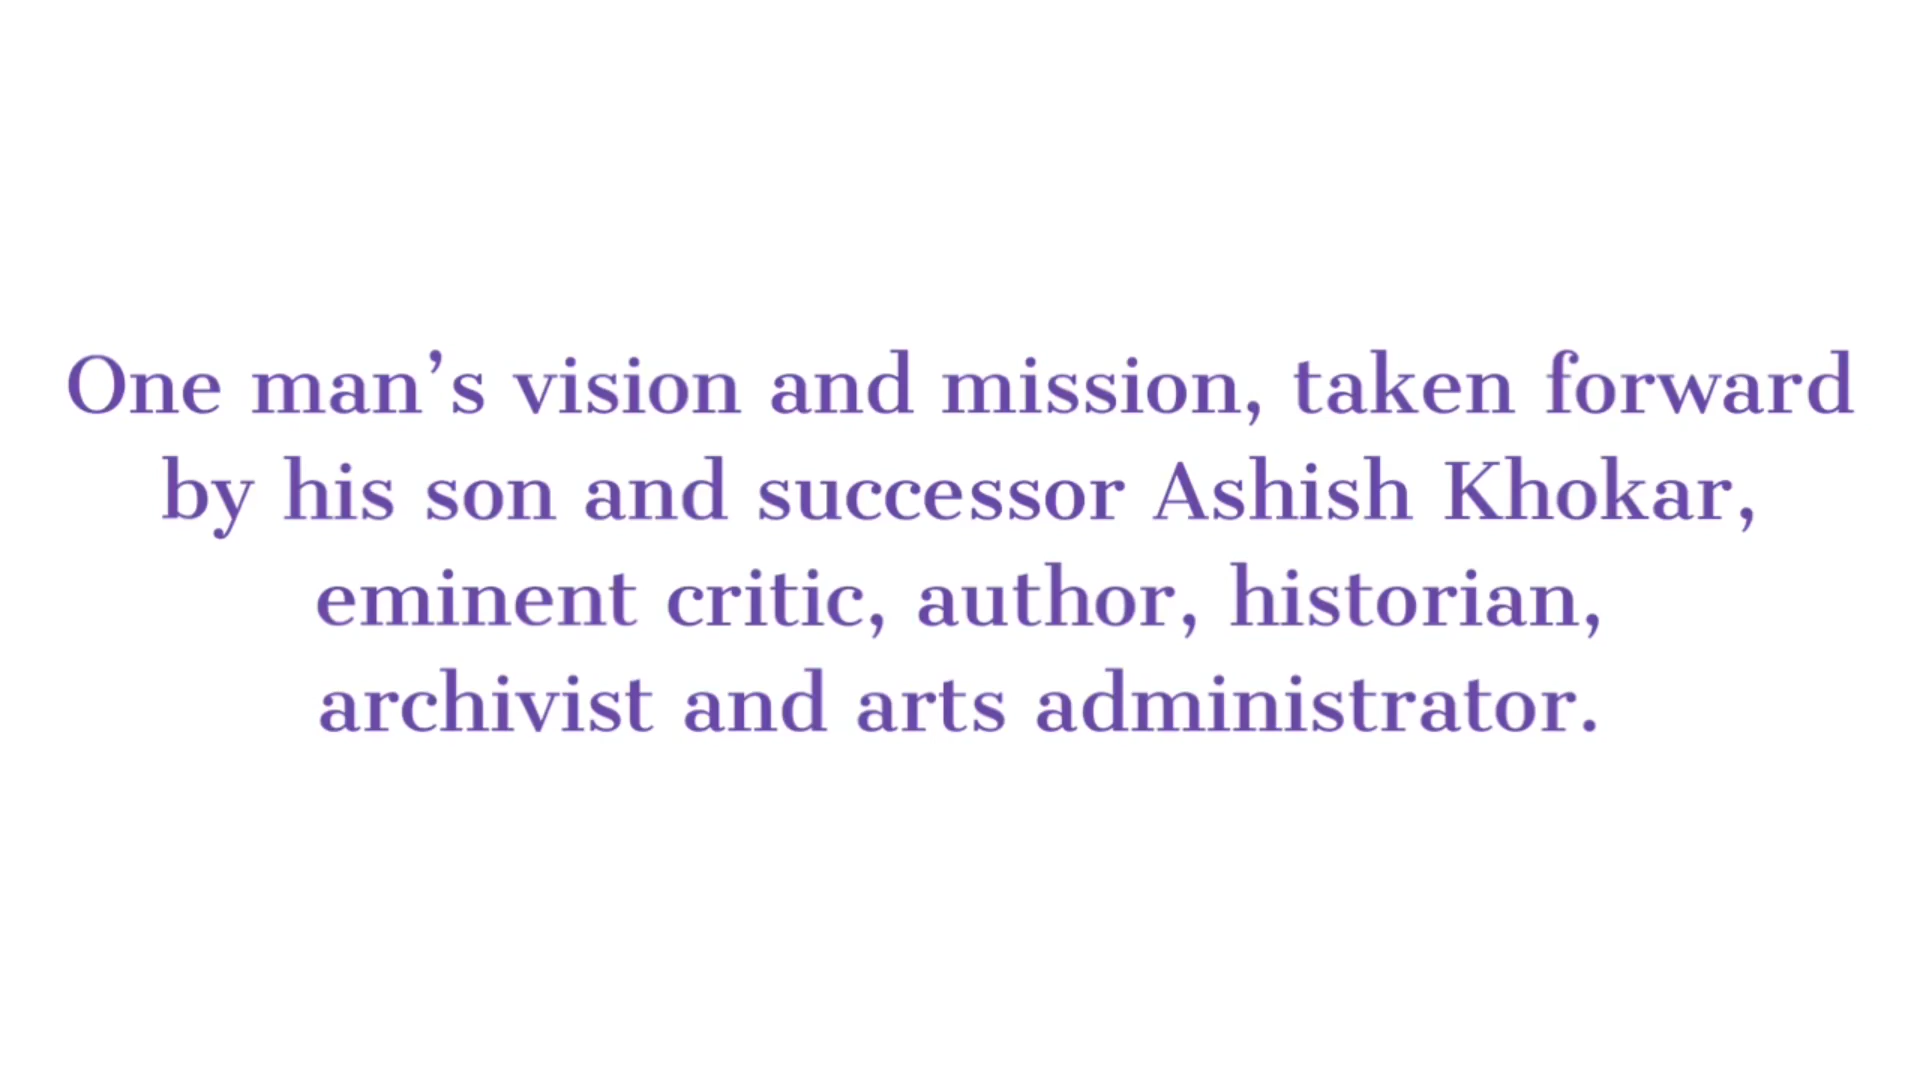 One man’s vision and mission, taken forward
by his son and successor Ashish Khokar,
eminent critic, author, historian,
archivist and arts administrator.